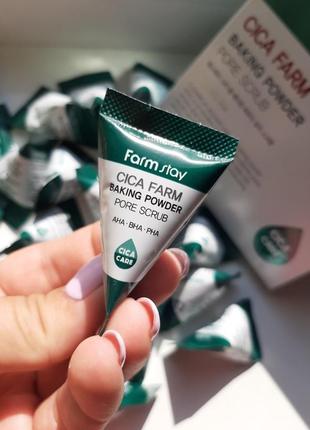 Farmstay
CICA FARM
BAKING POWDER
PORE SCRUB
AHA · BHA · PHA
CICA
CARE
CICA FARM
BAKING POWDER
PORE SCRUB